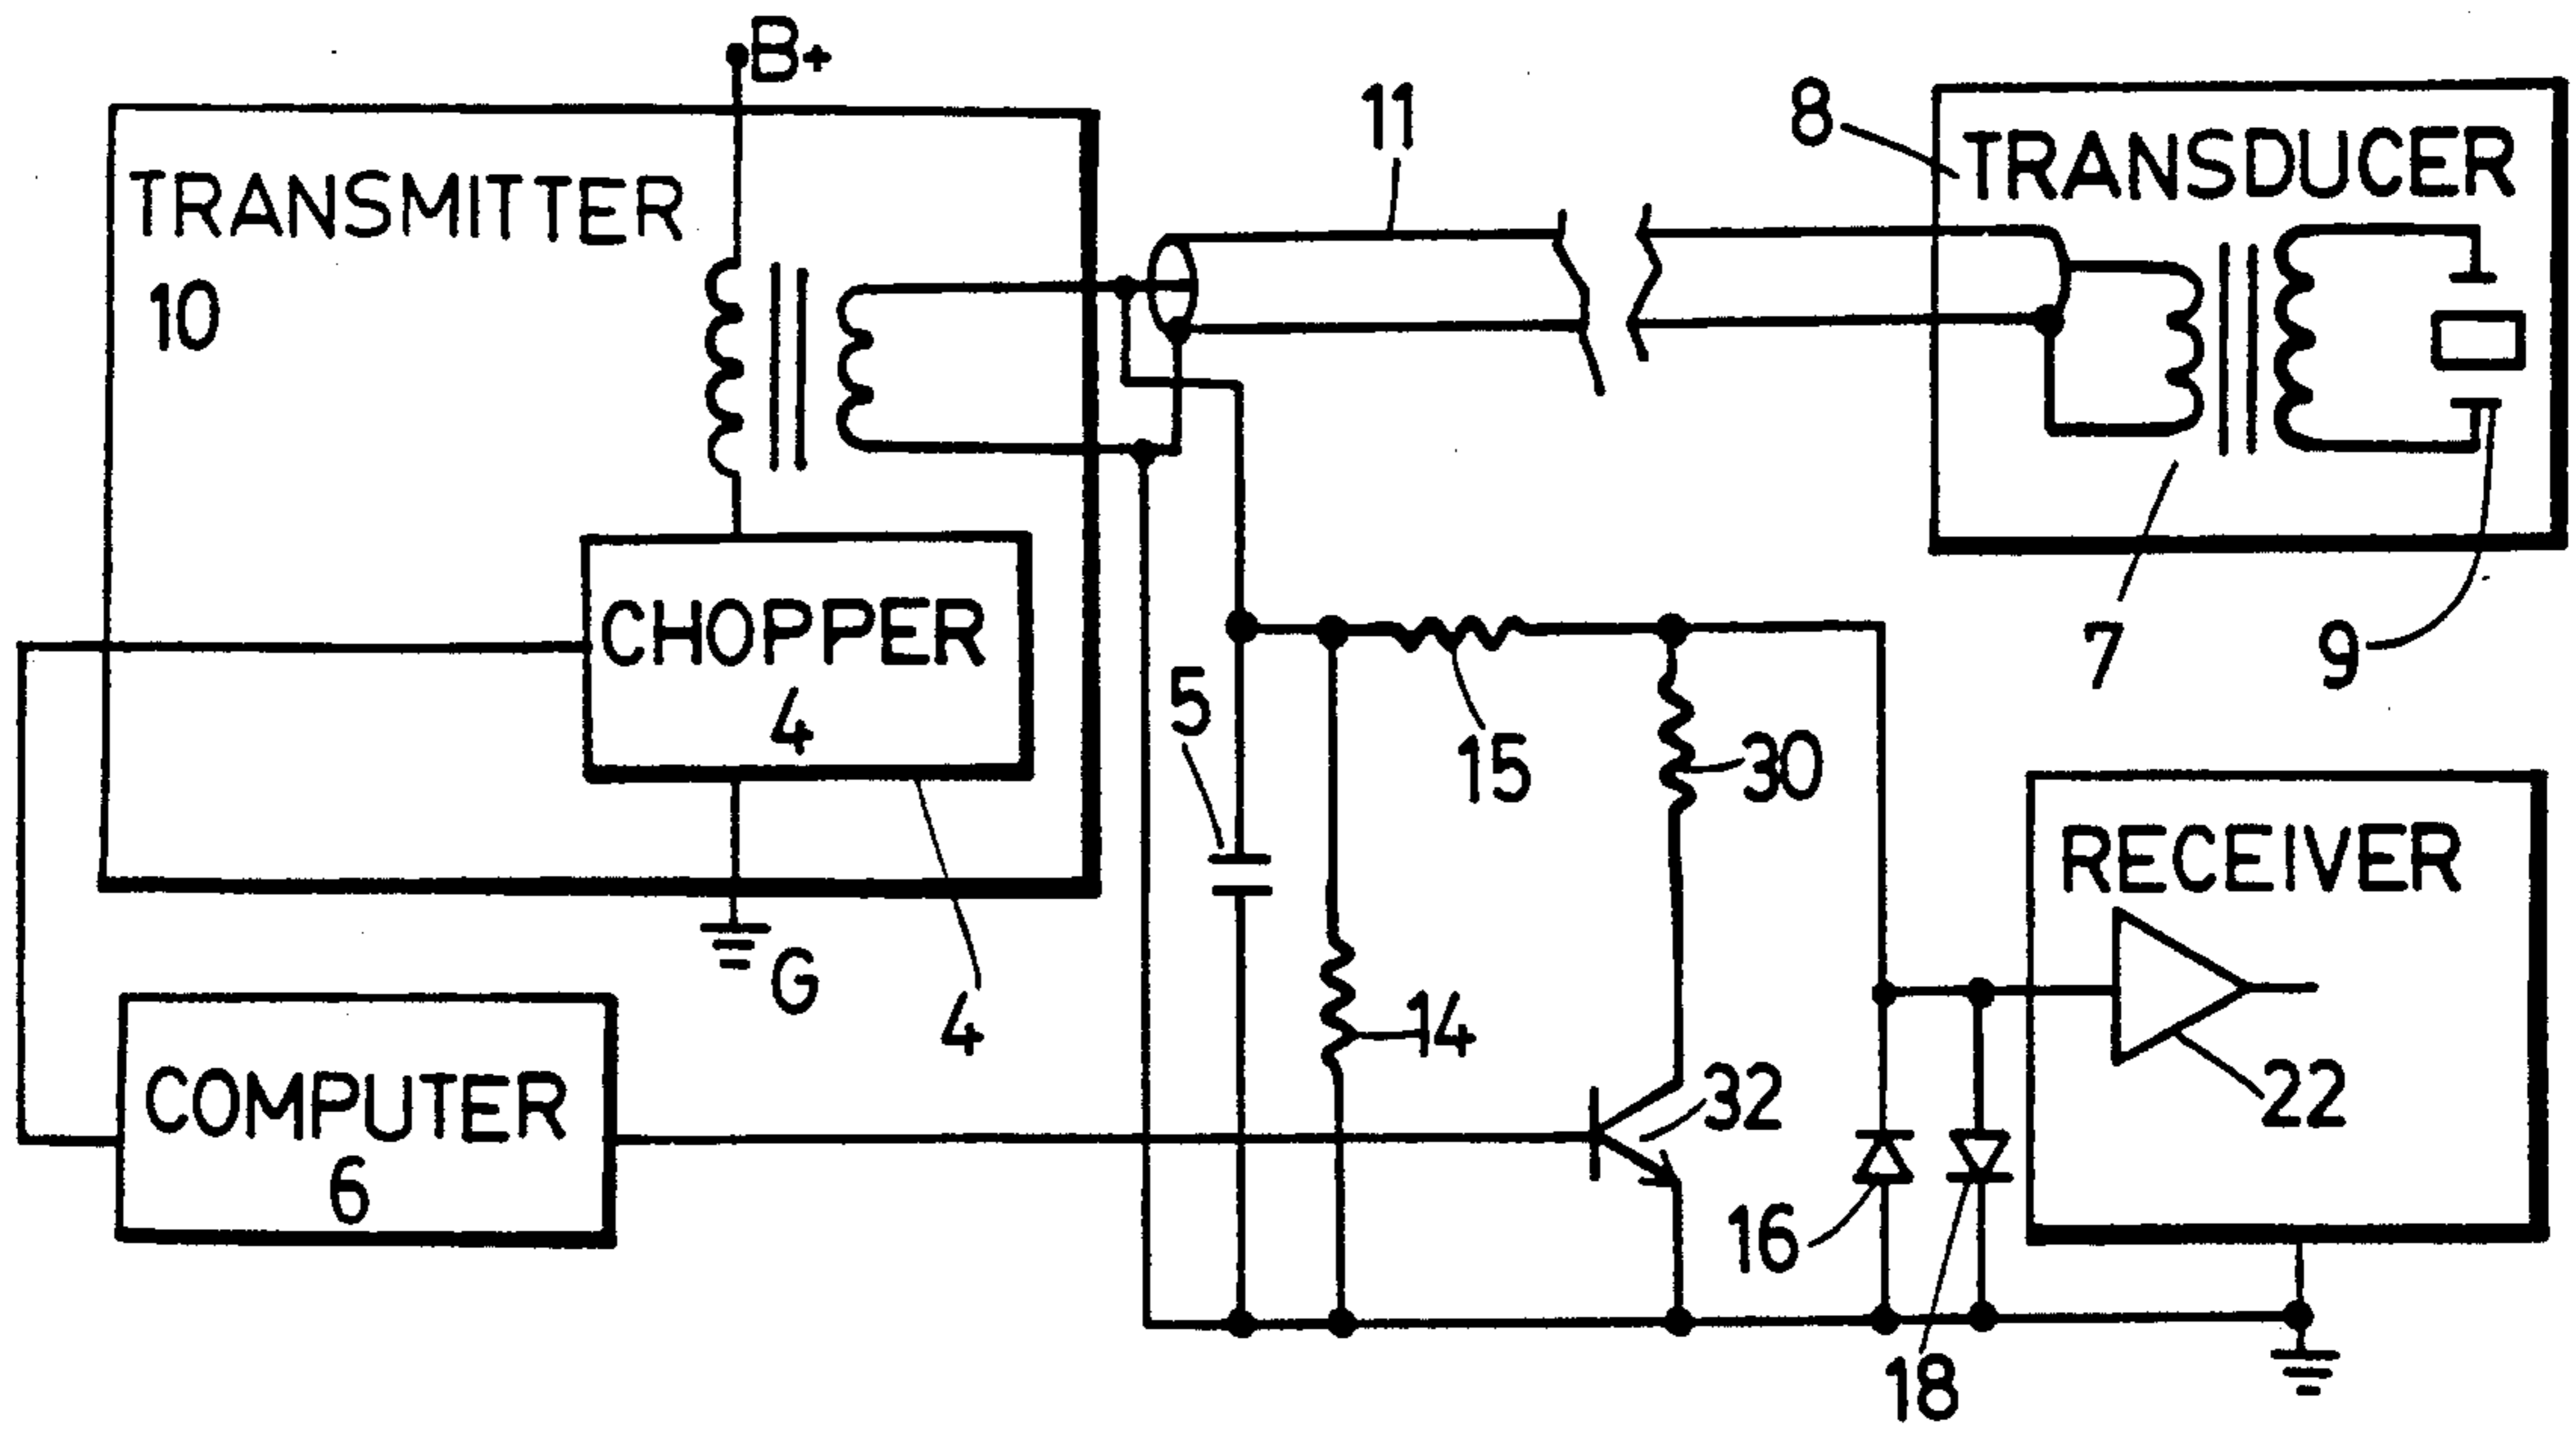 B+
TRANSMITTER
10
11
8
TRANSDUCER
CHOPPER
4
7
9
5
15
30
RECEIVER
G
4
14
COMPUTER
6
32
22
16
18